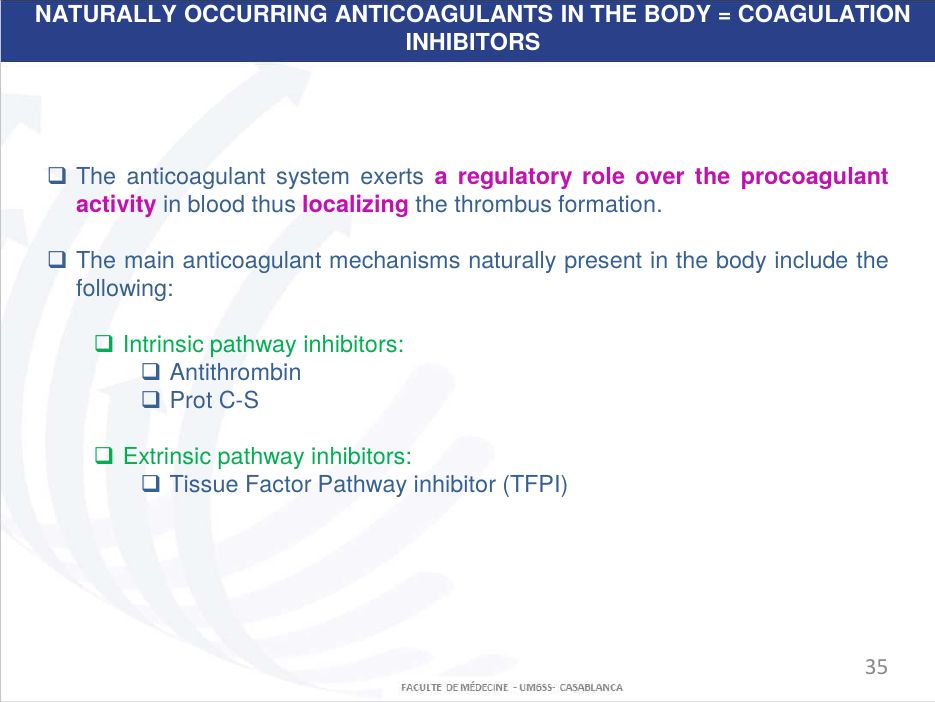 NATURALLY OCCURRING ANTICOAGULANTS IN THE BODY = COAGULATION
INHIBITORS
The anticoagulant system exerts a regulatory role over the procoagulant
activity in blood thus localizing the thrombus formation.
The main anticoagulant mechanisms naturally present in the body include the
following:
Intrinsic pathway inhibitors:
Antithrombin
Prot C-S
Extrinsic pathway inhibitors:
Tissue Factor Pathway inhibitor (TFPI)
35
FACULTE DE MÉDECINE - UM6SS- CASABLANCA